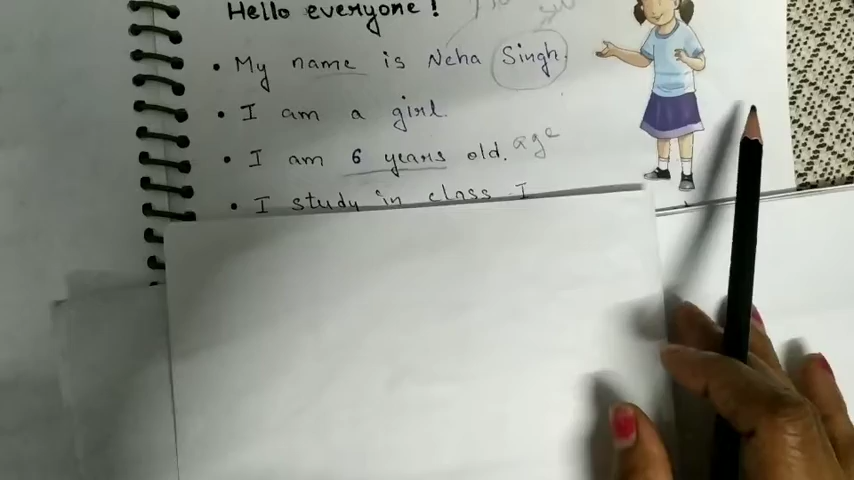 Hello everyone!
• My name is Neha Singh.
• I am a girl.
• I am 6 years old. age
• I study in class I